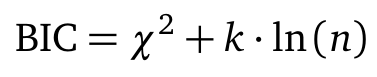 BIC = χ² + k · ln(n)